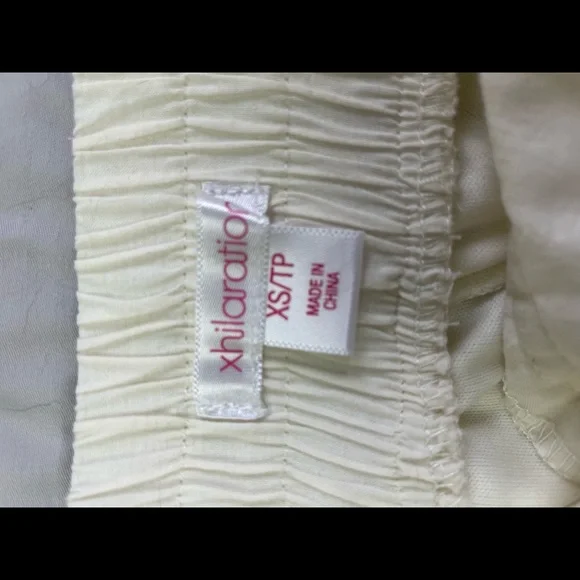 xhilaration
XS/TP
MADE IN
CHINA